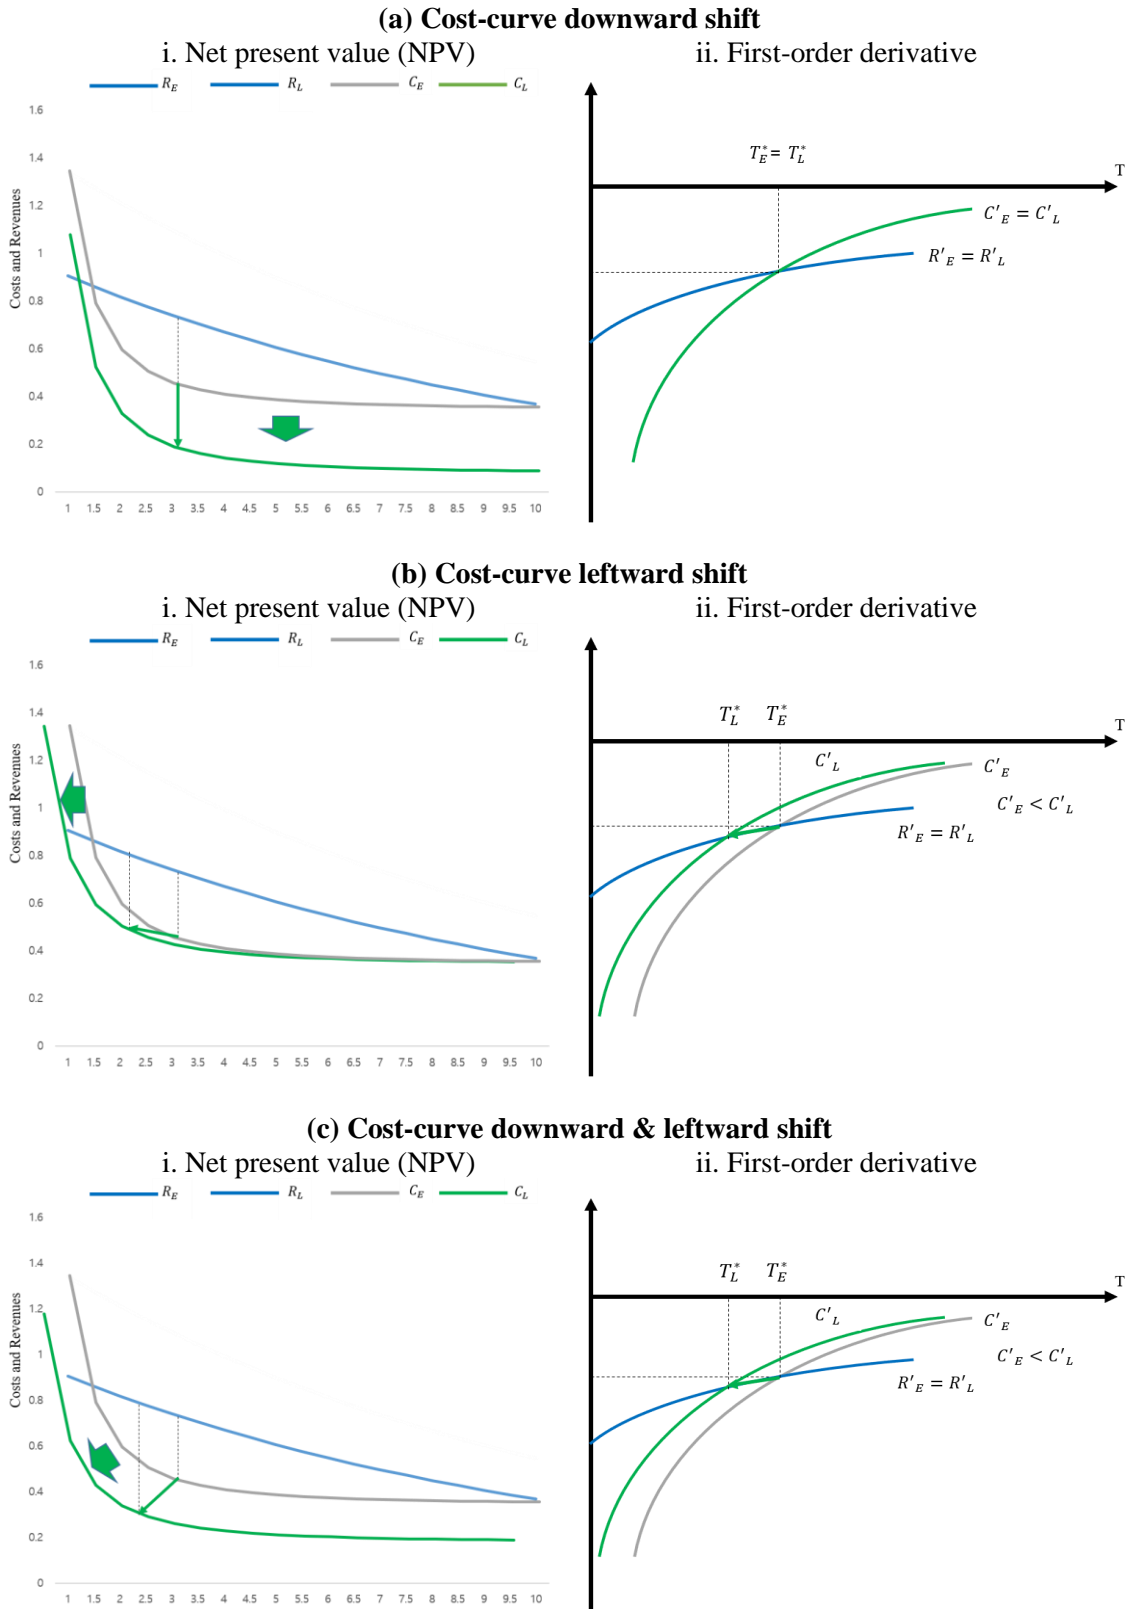 (a) Cost-curve downward shift
i. Net present value (NPV)
ii. First-order derivative
R_E R_L C_E C_L
Costs and Revenues
1.6
1.4
1.2
1
0.8
0.6
0.4
0.2
0
1 1.5 2 2.5 3 3.5 4 4.5 5 5.5 6 6.5 7 7.5 8 8.5 9 9.5 10
T*_E = T*_L
T
C'_E = C'_L
R'_E = R'_L
(b) Cost-curve leftward shift
i. Net present value (NPV)
ii. First-order derivative
R_E R_L C_E C_L
Costs and Revenues
1.6
1.4
1.2
1
0.8
0.6
0.4
0.2
0
1 1.5 2 2.5 3 3.5 4 4.5 5 5.5 6 6.5 7 7.5 8 8.5 9 9.5 10
T*_L T*_E
T
C'_L
C'_E
C'_E < C'_L
R'_E = R'_L
(c) Cost-curve downward & leftward shift
i. Net present value (NPV)
ii. First-order derivative
R_E R_L C_E C_L
Costs and Revenues
1.6
1.4
1.2
1
0.8
0.6
0.4
0.2
0
1 1.5 2 2.5 3 3.5 4 4.5 5 5.5 6 6.5 7 7.5 8 8.5 9 9.5 10
T*_L T*_E
T
C'_L
C'_E
C'_E < C'_L
R'_E = R'_L